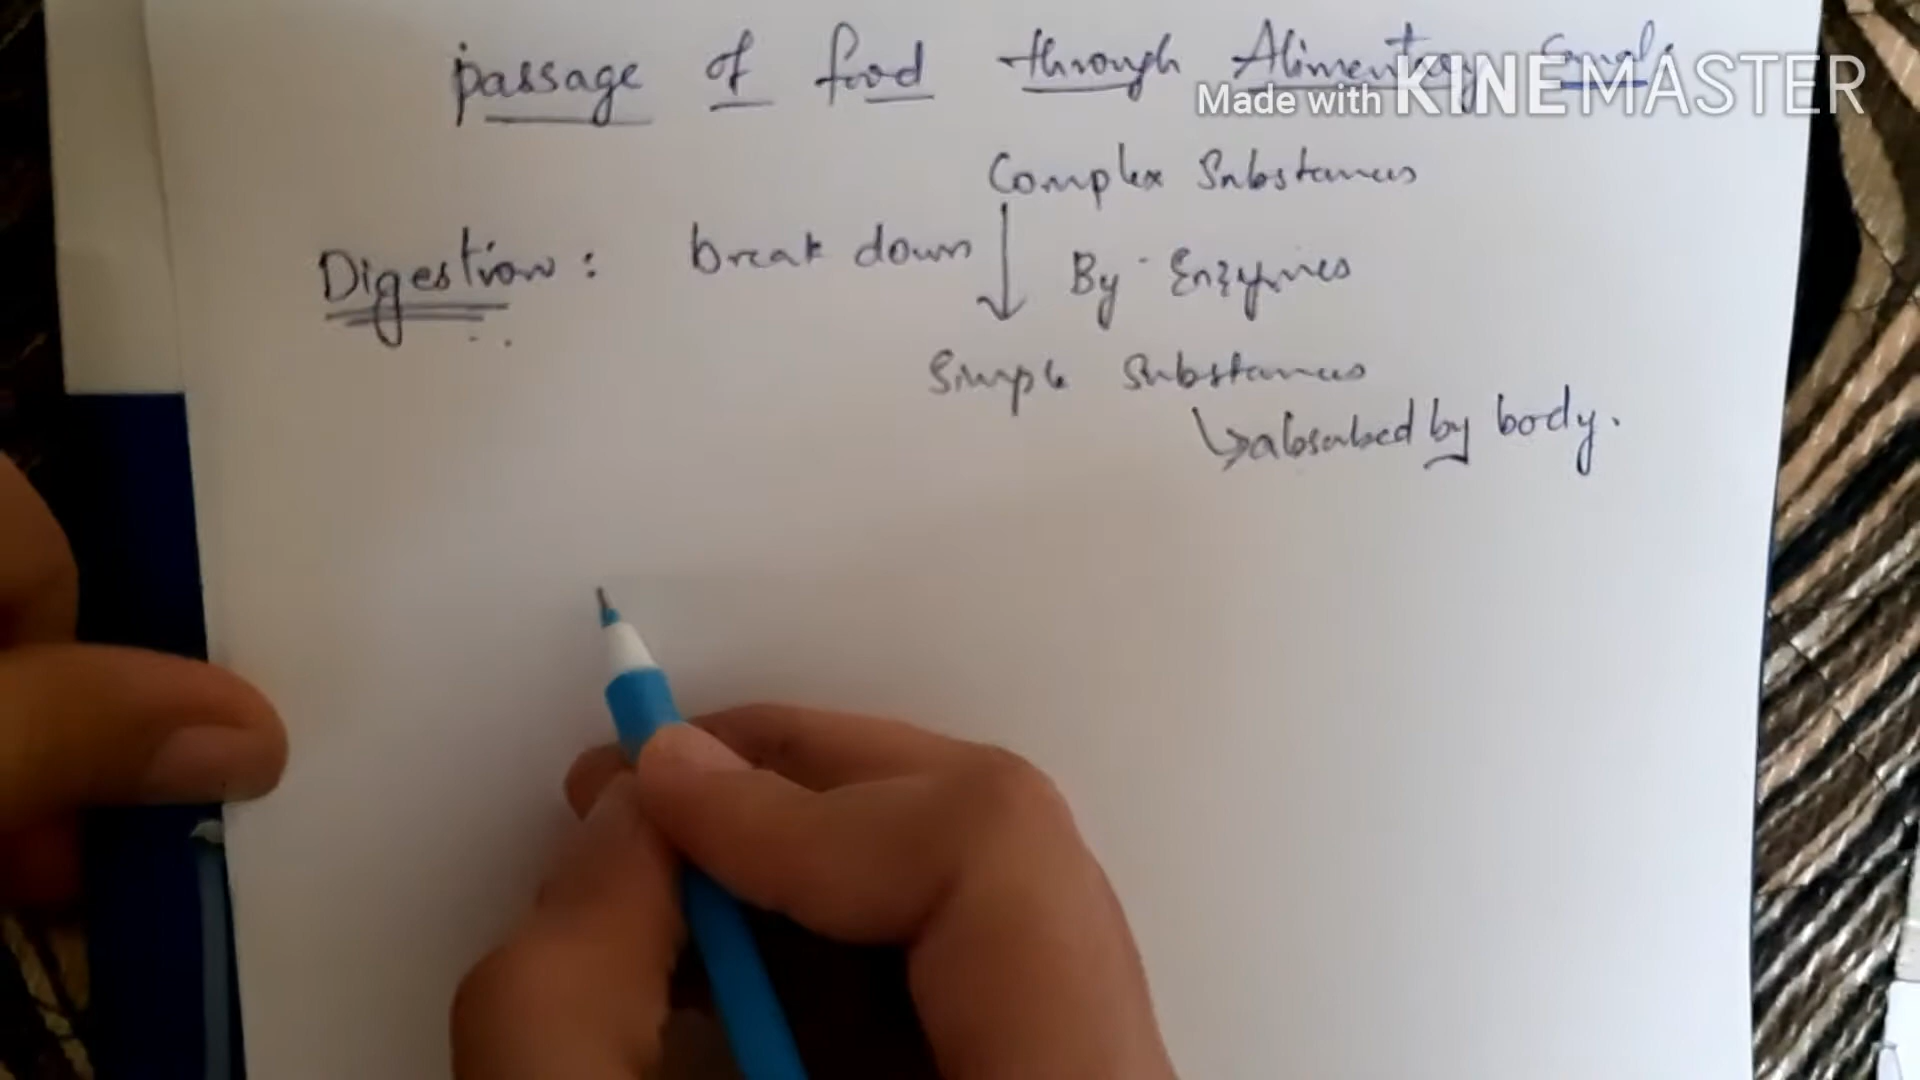 passage of food through Alimentary Canal.
Made with KINEMASTER
Complex Substances
Digestion : break down
By Enzymes
Simple Substances
absorbed by body.